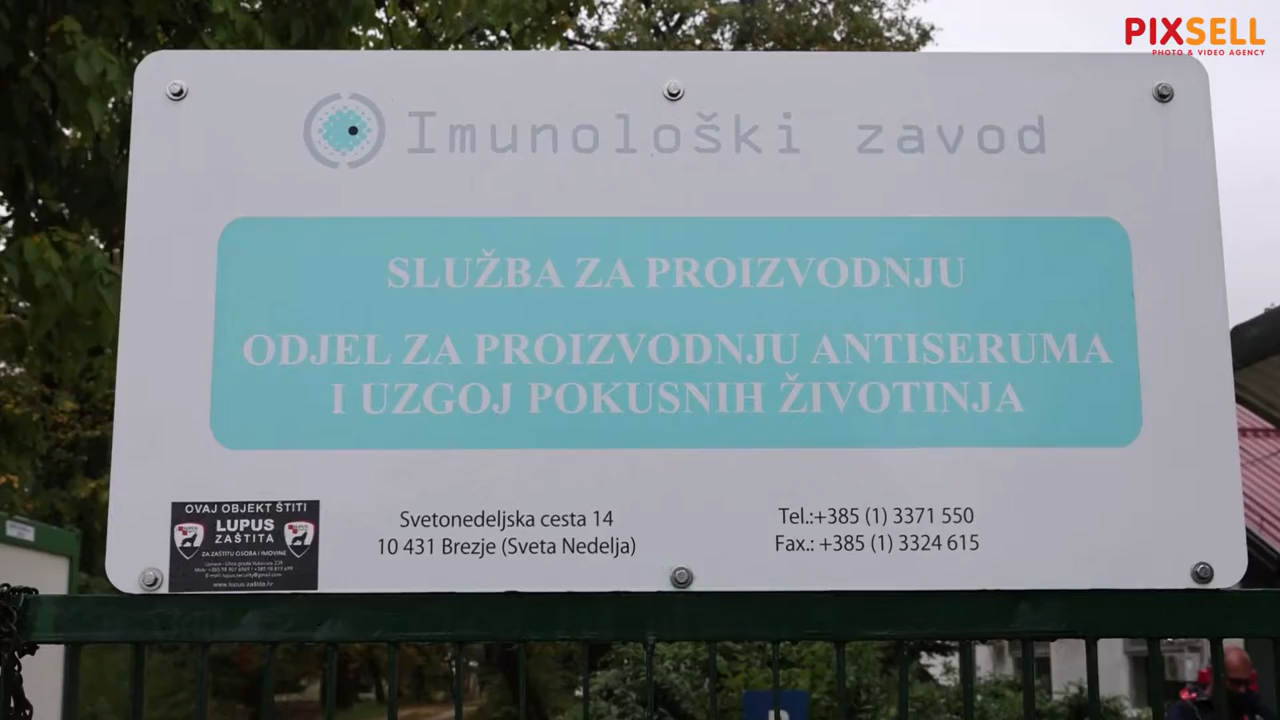 PIXSELL
PHOTO & VIDEO AGENCY
Imunološki zavod
SLUŽBA ZA PROIZVODNJU
ODJEL ZA PROIZVODNJU ANTISERUMA
I UZGOJ POKUSNIH ŽIVOTINJA
OVAJ OBJEKT ŠTITI
LUPUS
ZAŠTITA
ZA ZAŠTITU OSOBA I IMOVINE
www.lupus-zaštita.hr
Svetonedeljska cesta 14
10 431 Brezje (Sveta Nedelja)
Tel.:+385 (1) 3371 550
Fax.: +385 (1) 3324 615